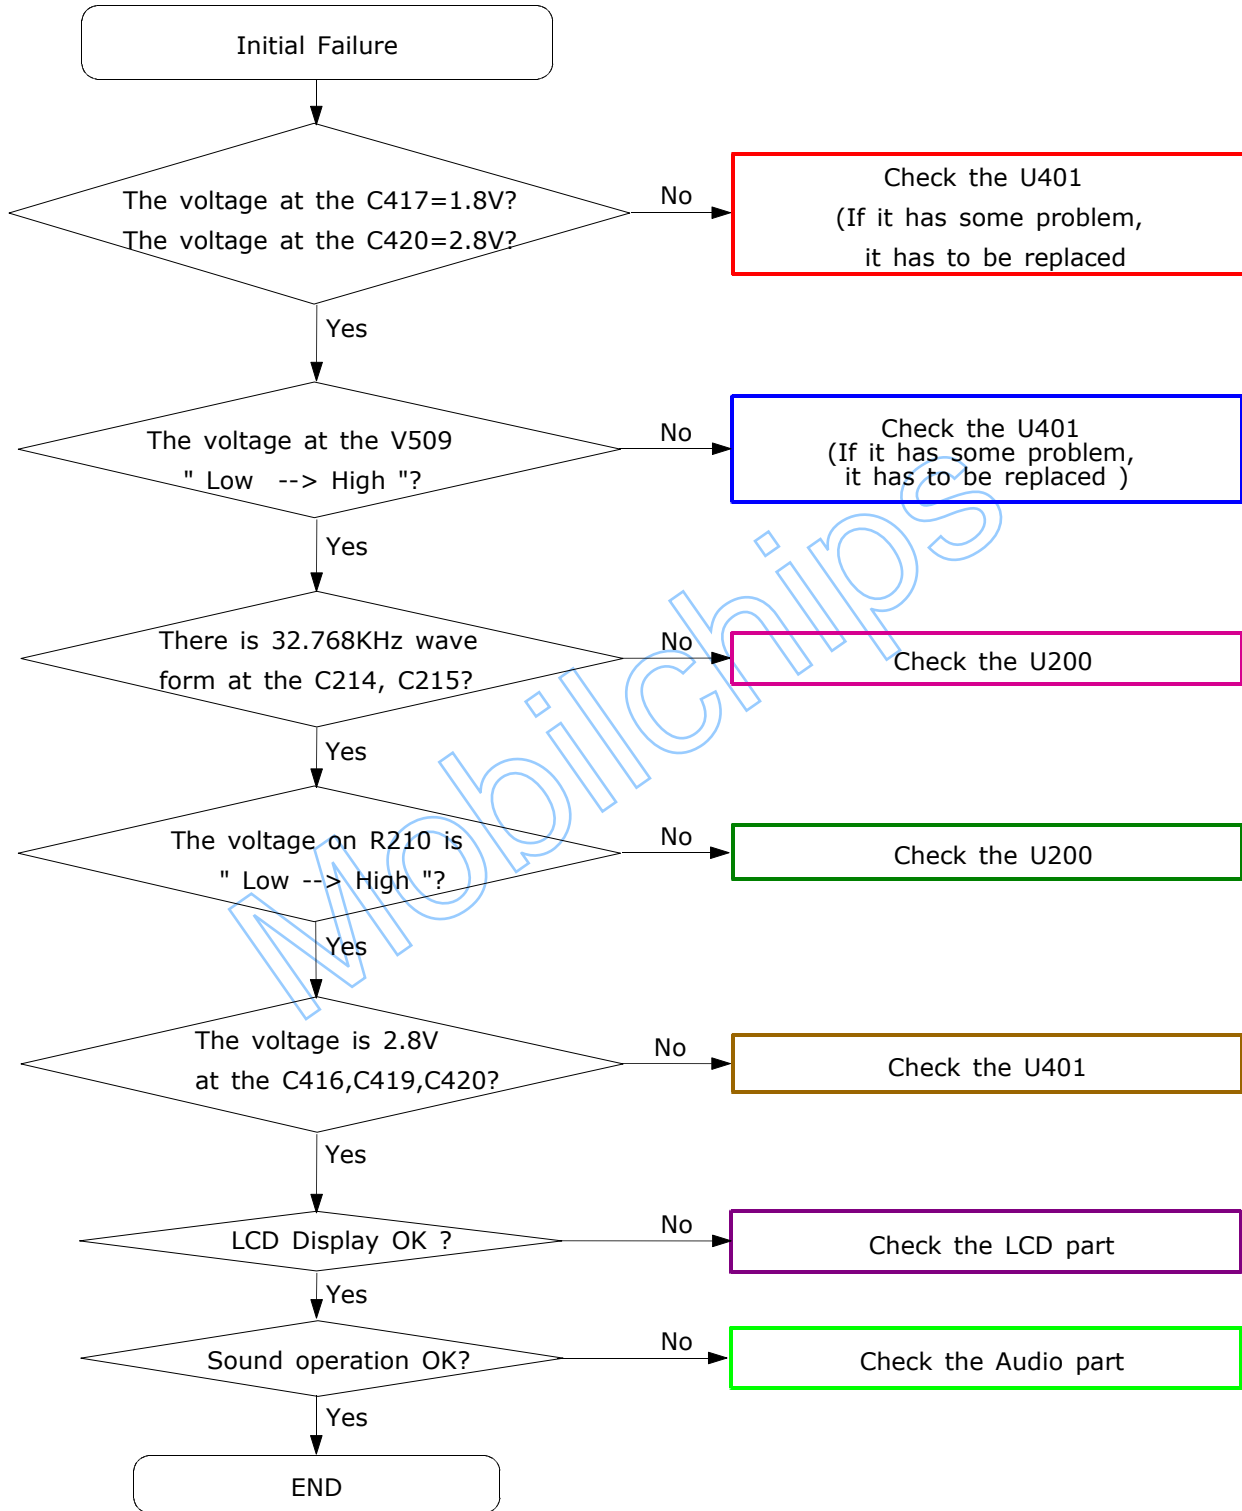 Initial Failure
The voltage at the C417=1.8V?
The voltage at the C420=2.8V?
No
Check the U401
(If it has some problem,
it has to be replaced
Yes
The voltage at the V509
" Low --> High "?
No
Check the U401
(If it has some problem,
it has to be replaced )
Yes
There is 32.768KHz wave
form at the C214, C215?
No
Check the U200
Yes
The voltage on R210 is
" Low --> High "?
No
Check the U200
Yes
The voltage is 2.8V
at the C416,C419,C420?
No
Check the U401
Yes
LCD Display OK ?
No
Check the LCD part
Yes
Sound operation OK?
No
Check the Audio part
Yes
END
Mobilchips